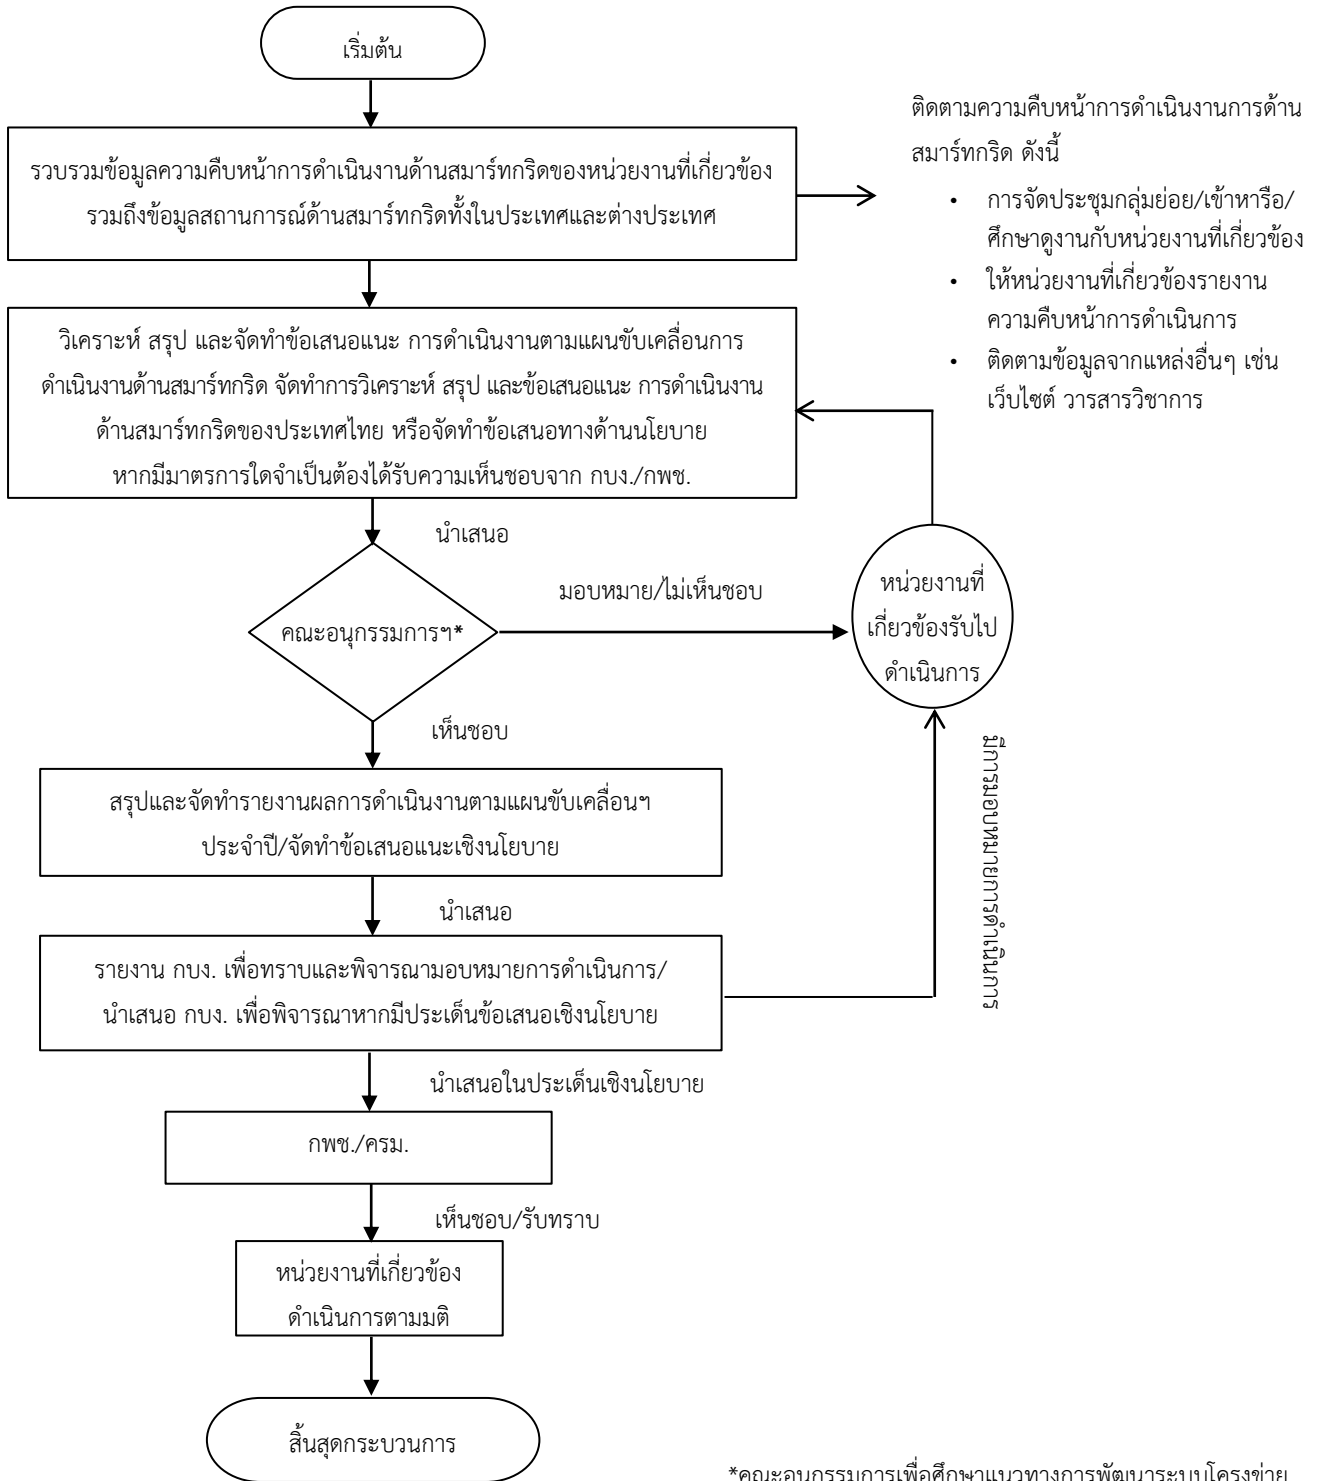 เริ่มต้น
รวบรวมข้อมูลความคืบหน้าการดำเนินงานด้านสมาร์ทกริดของหน่วยงานที่เกี่ยวข้อง
รวมถึงข้อมูลสถานการณ์ด้านสมาร์ทกริดทั้งในประเทศและต่างประเทศ
ติดตามความคืบหน้าการดำเนินงานการด้าน
สมาร์ทกริด ดังนี้
• การจัดประชุมกลุ่มย่อย/เข้าหารือ/
ศึกษาดูงานกับหน่วยงานที่เกี่ยวข้อง
• ให้หน่วยงานที่เกี่ยวข้องรายงาน
ความคืบหน้าการดำเนินการ
• ติดตามข้อมูลจากแหล่งอื่นๆ เช่น
เว็บไซต์ วารสารวิชาการ
วิเคราะห์ สรุป และจัดทำข้อเสนอแนะ การดำเนินงานตามแผนขับเคลื่อนการ
ดำเนินงานด้านสมาร์ทกริด จัดทำการวิเคราะห์ สรุป และข้อเสนอแนะ การดำเนินงาน
ด้านสมาร์ทกริดของประเทศไทย หรือจัดทำข้อเสนอทางด้านนโยบาย
หากมีมาตรการใดจำเป็นต้องได้รับความเห็นชอบจาก กบง./กพช.
นำเสนอ
คณะอนุกรรมการฯ*
มอบหมาย/ไม่เห็นชอบ
หน่วยงานที่
เกี่ยวข้องรับไป
ดำเนินการ
เห็นชอบ
สรุปและจัดทำรายงานผลการดำเนินงานตามแผนขับเคลื่อนฯ
ประจำปี/จัดทำข้อเสนอแนะเชิงนโยบาย
มีการมอบหมายการดำเนินการ
นำเสนอ
รายงาน กบง. เพื่อทราบและพิจารณามอบหมายการดำเนินการ/
นำเสนอ กบง. เพื่อพิจารณาหากมีประเด็นข้อเสนอเชิงนโยบาย
นำเสนอในประเด็นเชิงนโยบาย
กพช./ครม.
เห็นชอบ/รับทราบ
หน่วยงานที่เกี่ยวข้อง
ดำเนินการตามมติ
สิ้นสุดกระบวนการ
*คณะอนุกรรมการเพื่อศึกษาแนวทางการพัฒนาระบบโครงข่าย